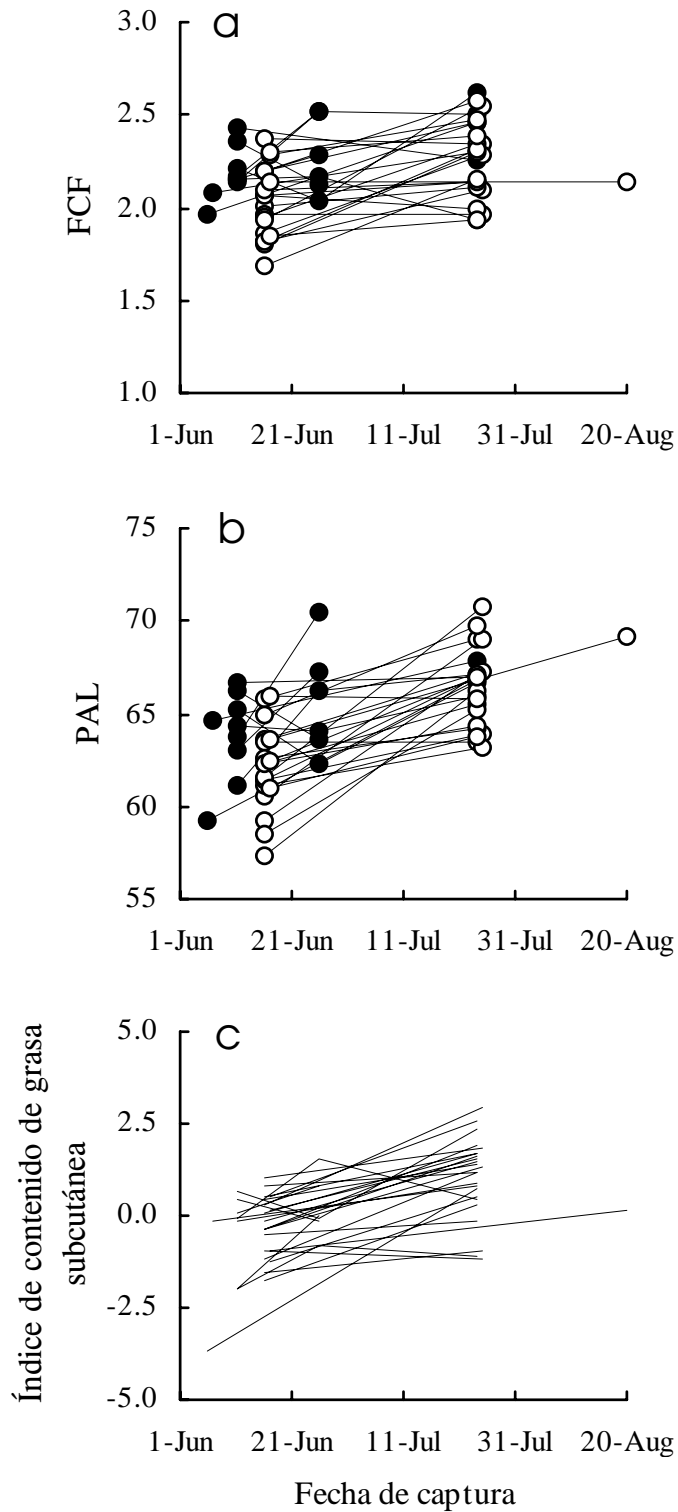 a
3.0
2.5
2.0
1.5
1.0
FCF
1-Jun 21-Jun 11-Jul 31-Jul 20-Aug
b
75
70
65
60
55
PAL
1-Jun 21-Jun 11-Jul 31-Jul 20-Aug
c
5.0
2.5
0.0
-2.5
-5.0
Índice de contenido de grasa
subcutánea
1-Jun 21-Jun 11-Jul 31-Jul 20-Aug
Fecha de captura